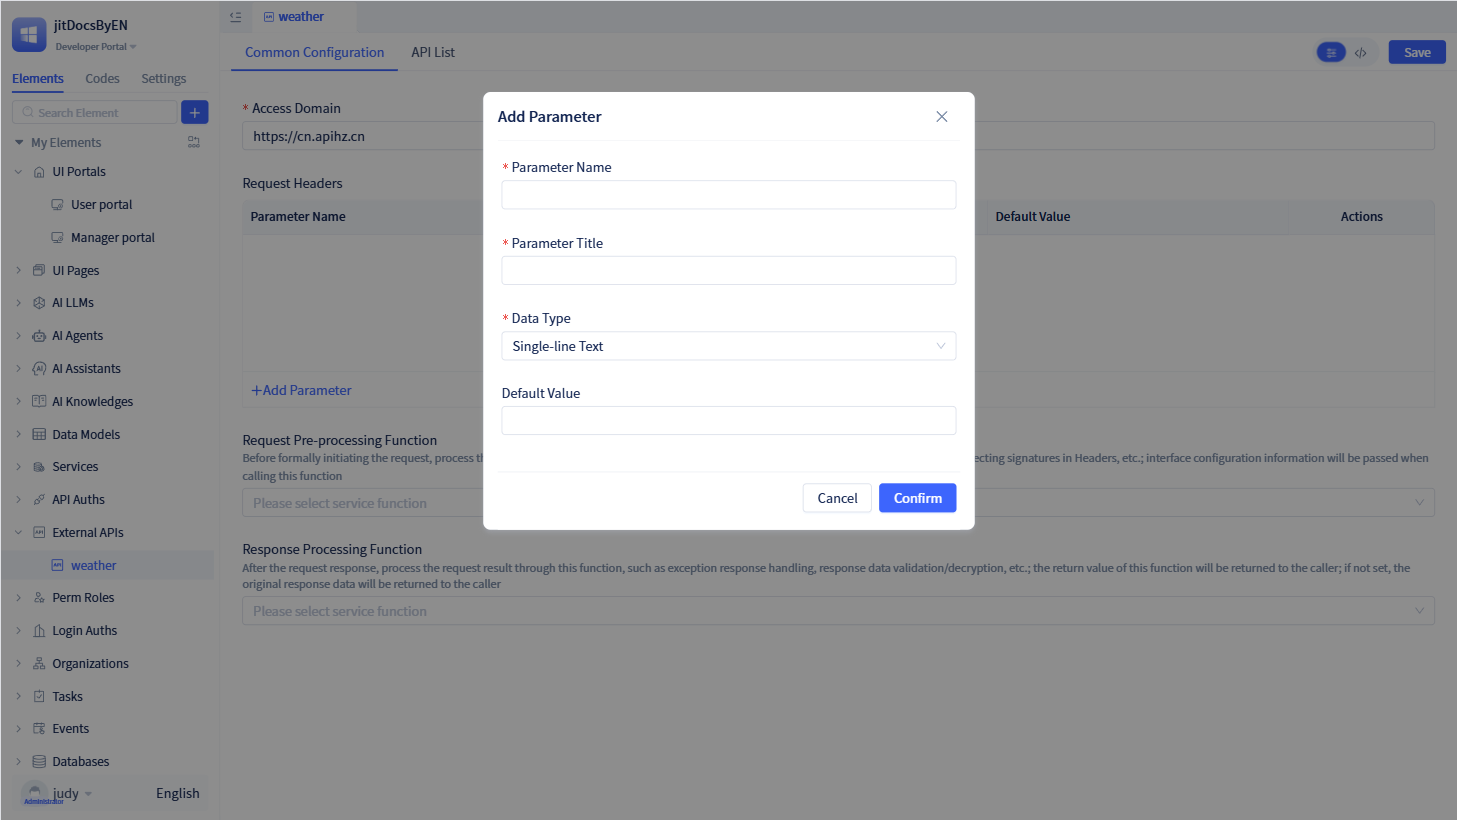 jitDocsByEN
Developer Portal
Elements
Codes
Settings
Search Element
My Elements
UI Portals
User portal
Manager portal
UI Pages
AI LLMs
AI Agents
AI Assistants
AI Knowledges
Data Models
Services
API Auths
External APIs
weather
Perm Roles
Login Auths
Organizations
Tasks
Events
Databases
judy
Administrator
English
weather
Common Configuration
API List
Save
* Access Domain
https://cn.apihz.cn
Request Headers
Parameter Name
Default Value
Actions
+Add Parameter
Request Pre-processing Function
Before formally initiating the request, process th
ecting signatures in Headers, etc.; interface configuration information will be passed when
calling this function
Please select service function
Response Processing Function
After the request response, process the request result through this function, such as exception response handling, response data validation/decryption, etc.; the return value of this function will be returned to the caller; if not set, the
original response data will be returned to the caller
Please select service function
Add Parameter
* Parameter Name
* Parameter Title
* Data Type
Single-line Text
Default Value
Cancel
Confirm